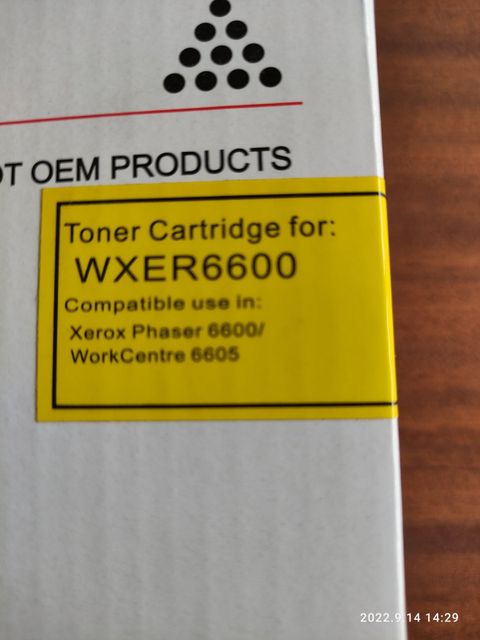 OEM PRODUCTS
Toner Cartridge for:
WXER6600
Compatible use in:
Xerox Phaser 6600/
WorkCentre 6605
2022.9.14 14:29